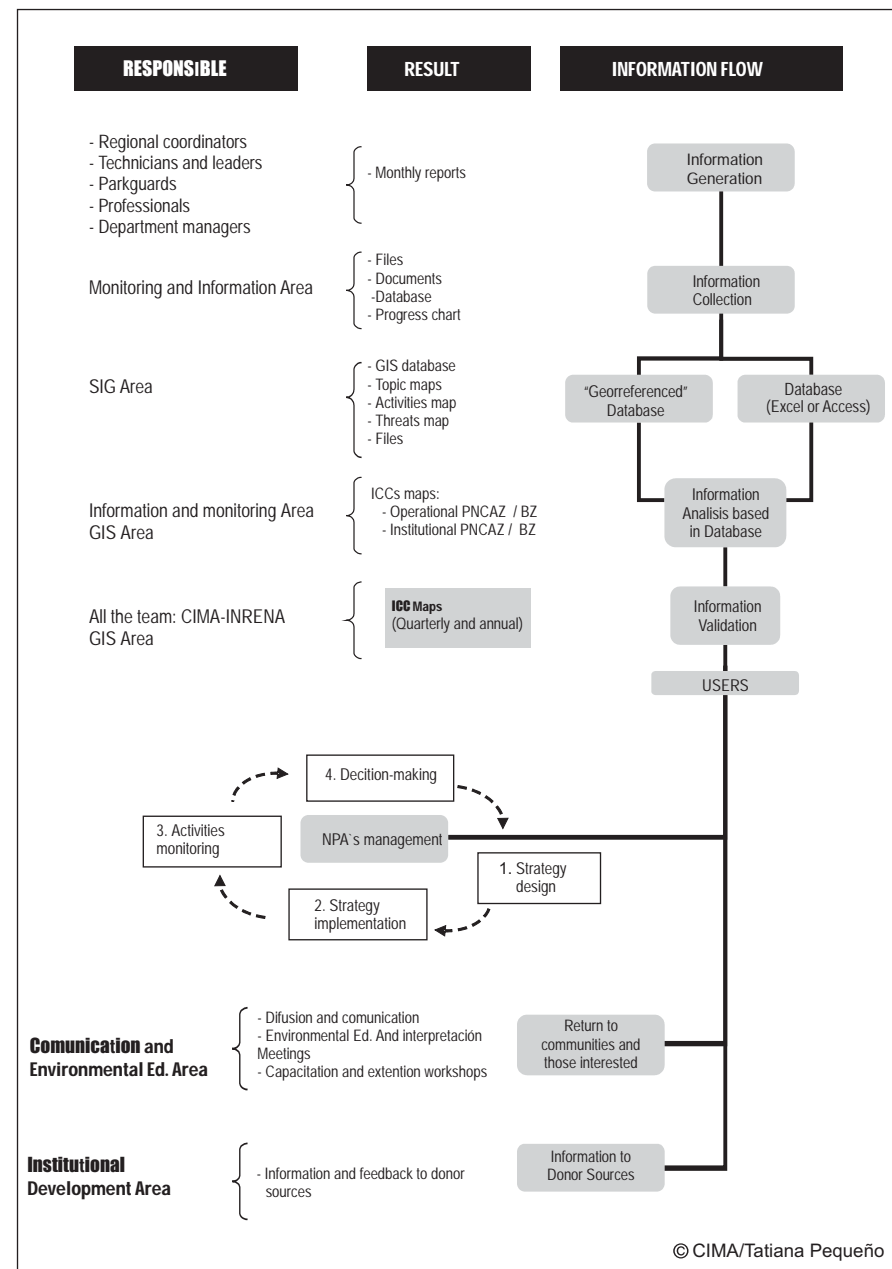 RESPONSIBLE
RESULT
INFORMATION FLOW
- Regional coordinators
- Technicians and leaders
- Parkguards
- Professionals
- Department managers
- Monthly reports
Information
Generation
Monitoring and Information Area
- Files
- Documents
-Database
- Progress chart
Information
Collection
SIG Area
- GIS database
- Topic maps
- Activities map
- Threats map
- Files
“Georreferenced”
Database
Database
(Excel or Access)
Information and monitoring Area
GIS Area
ICCs maps:
- Operational PNCAZ / BZ
- Institutional PNCAZ / BZ
Information
Analisis based
in Database
All the team: CIMA-INRENA
GIS Area
ICC Maps
(Quarterly and annual)
Information
Validation
USERS
4. Decition-making
3. Activities
monitoring
NPA`s management
1. Strategy
design
2. Strategy
implementation
Comunication and
Environmental Ed. Area
- Difusion and comunication
- Environmental Ed. And interpretación
Meetings
- Capacitation and extention workshops
Return to
communities and
those interested
Institutional
Development Area
- Information and feedback to donor
sources
Information to
Donor Sources
© CIMA/Tatiana Pequeño